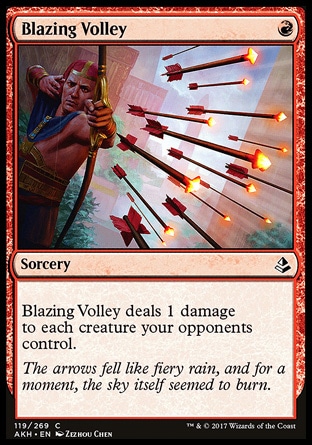 Blazing Volley
Sorcery
Blazing Volley deals 1 damage
to each creature your opponents
control.
The arrows fell like fiery rain, and for a
moment, the sky itself seemed to burn.
119/269 C
AKH • EN Zezhou Chen
™ & © 2017 Wizards of the Coast